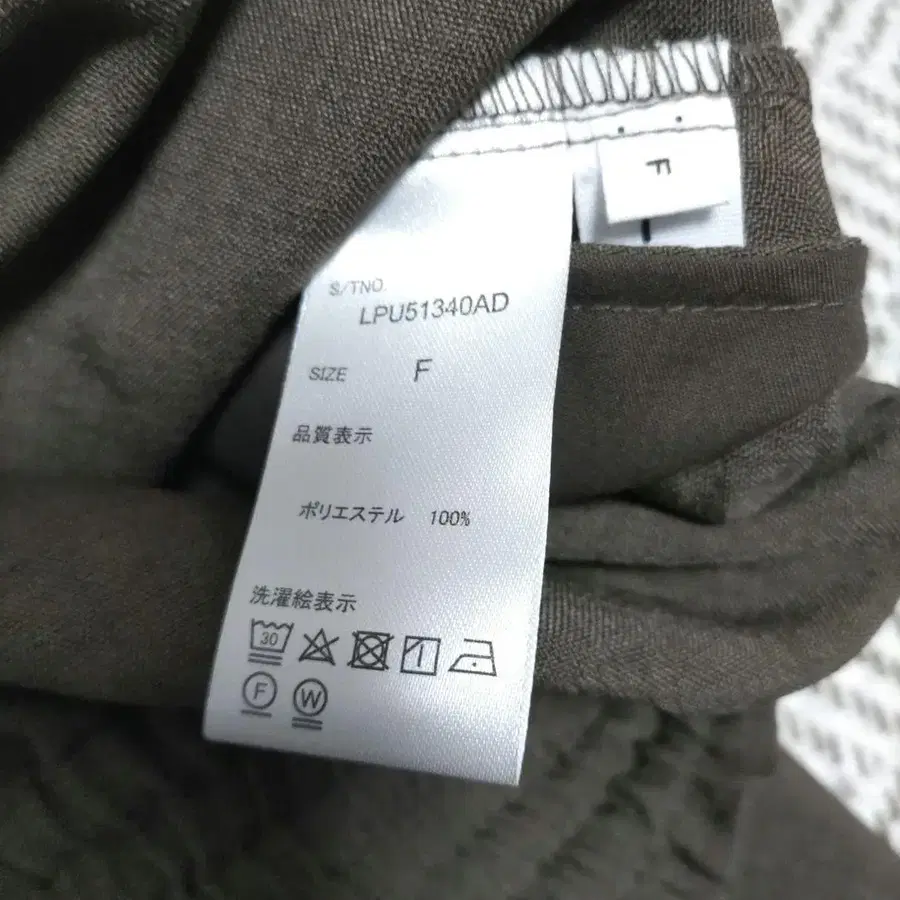 F
S/TNO.
LPU51340AD
SIZE F
品質表示
ポリエステル 100%
洗濯絵表示
30
F W